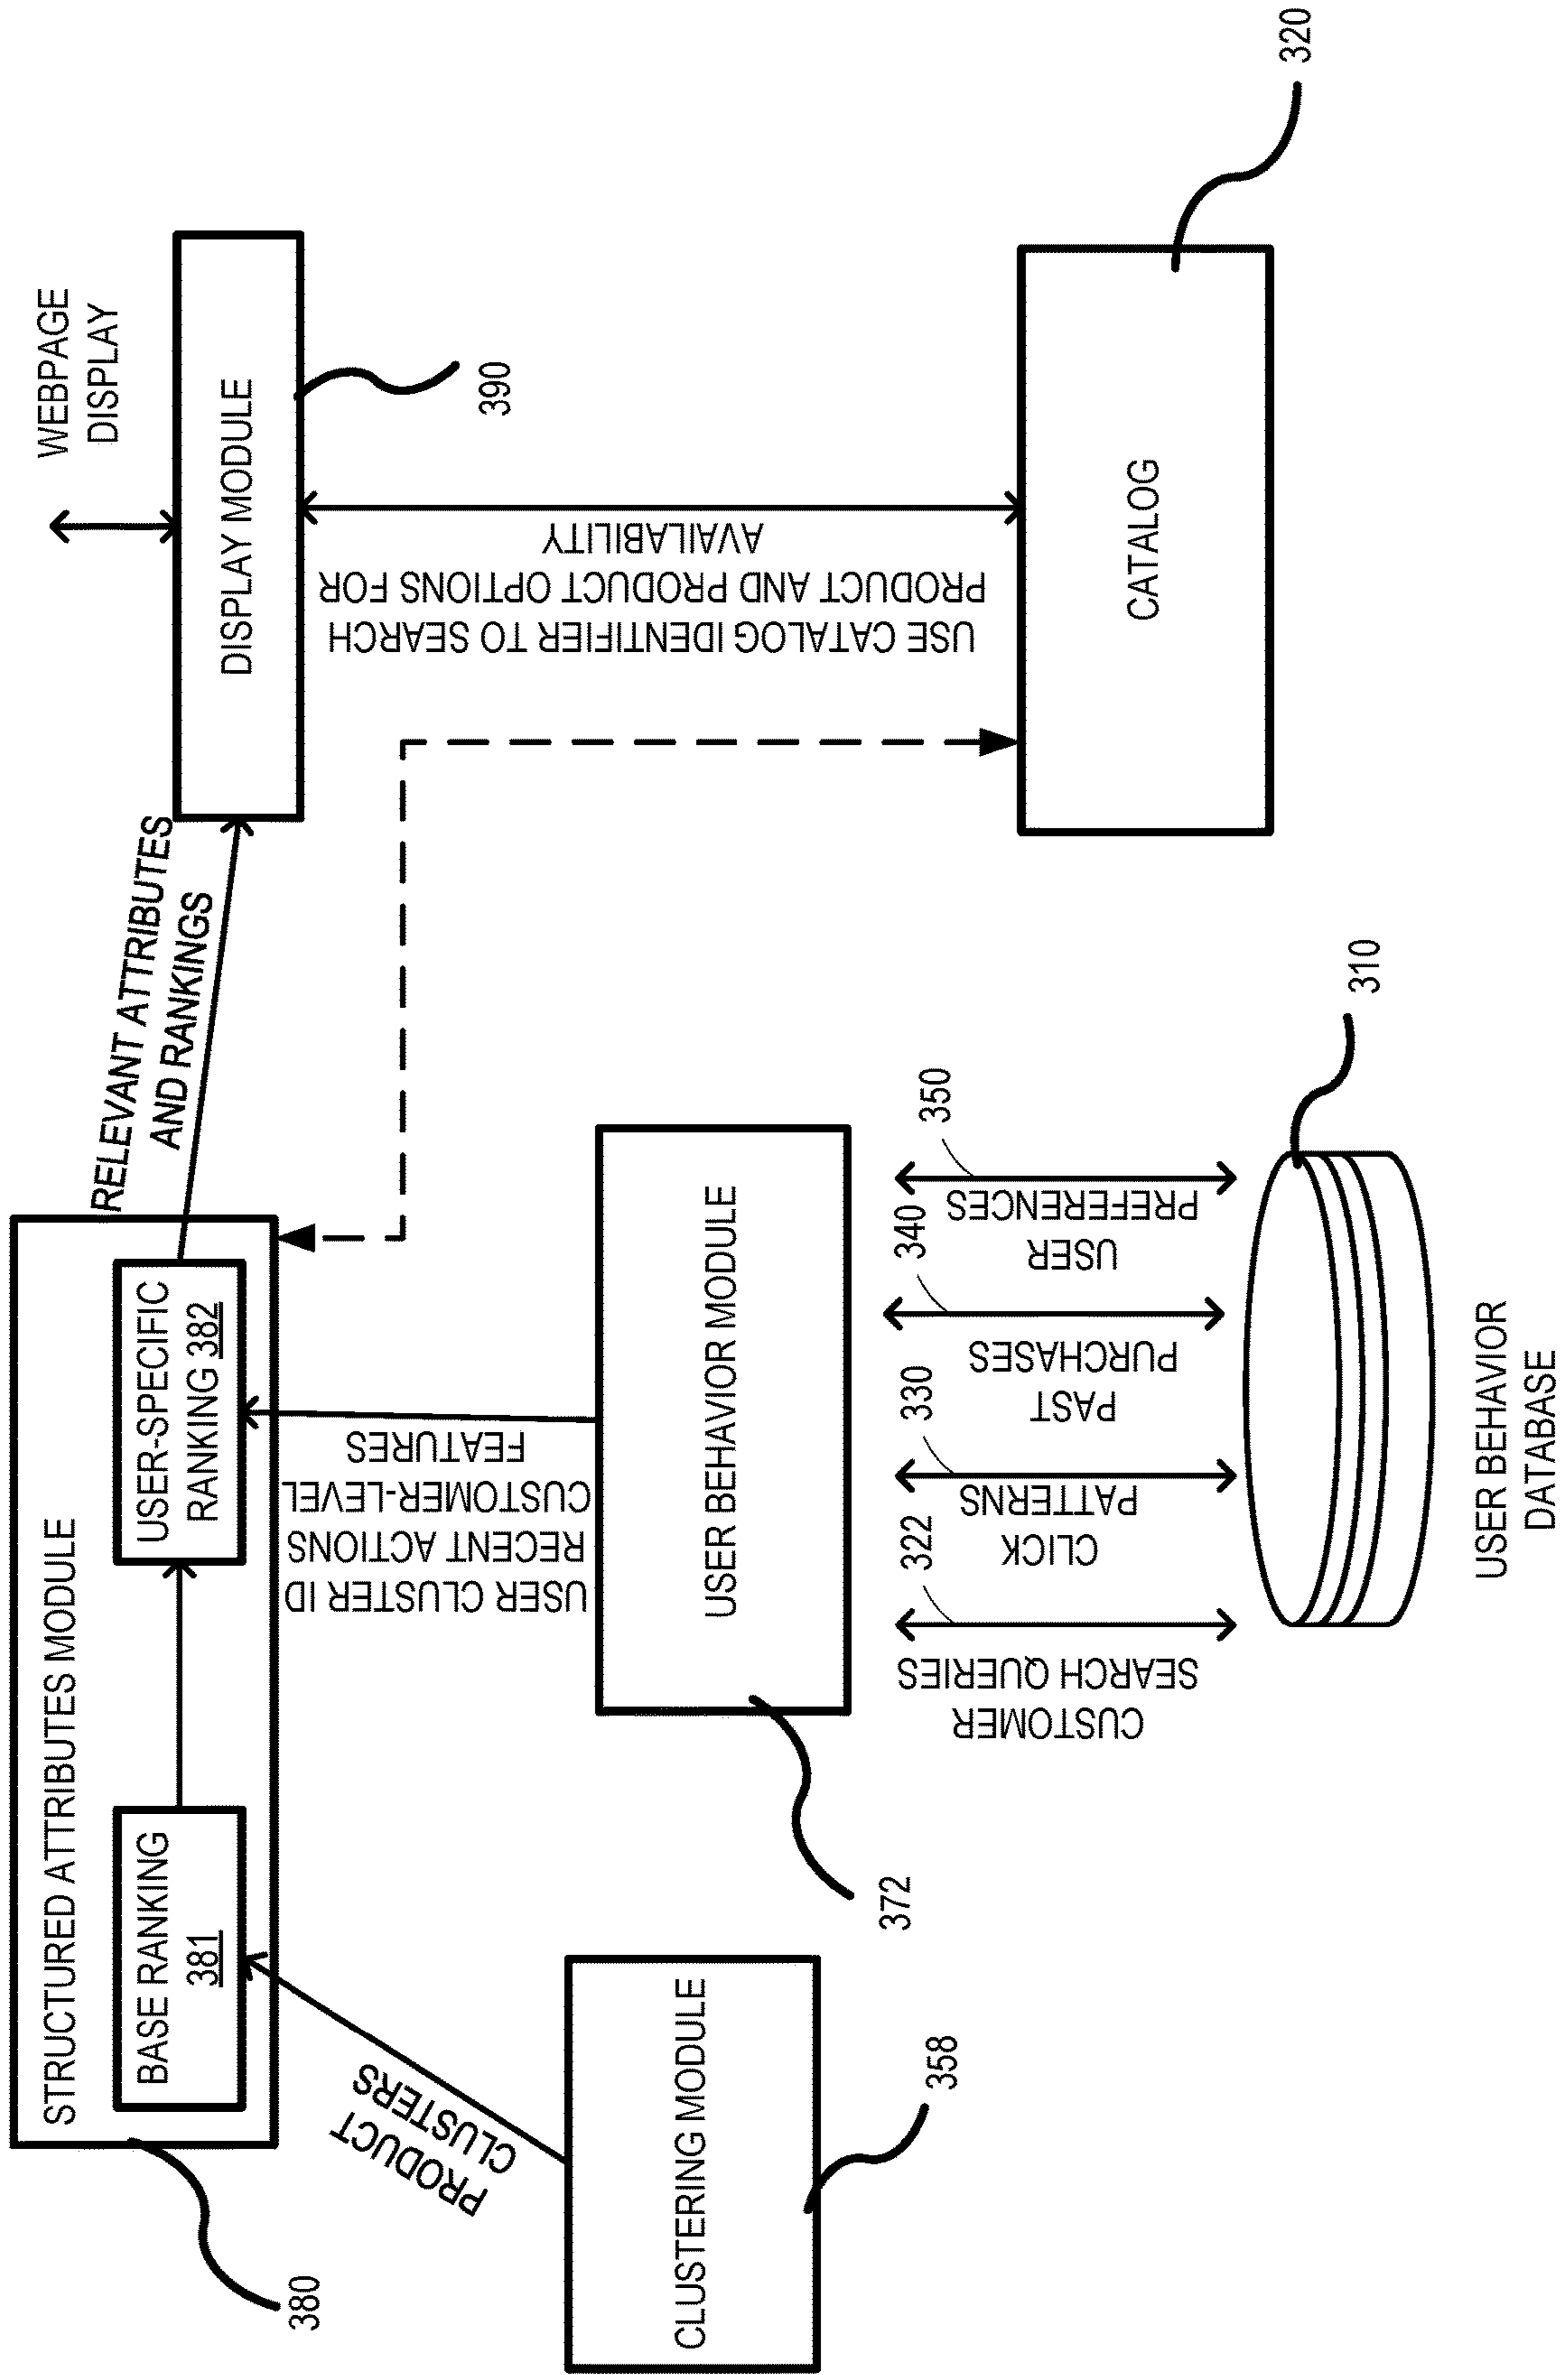 STRUCTURED ATTRIBUTES MODULE
BASE RANKING
381
USER-SPECIFIC
RANKING 382
380
RELEVANT ATTRIBUTES
AND RANKINGS
WEBPAGE
DISPLAY
DISPLAY MODULE
390
PRODUCT
CLUSTERS
USER CLUSTER ID
RECENT ACTIONS
CUSTOMER-LEVEL
FEATURES
USE CATALOG IDENTIFIER TO SEARCH
PRODUCT AND PRODUCT OPTIONS FOR
AVAILABILITY
CLUSTERING MODULE
358
USER BEHAVIOR MODULE
372
CATALOG
320
CUSTOMER
SEARCH QUERIES
322
CLICK
PATTERNS
330
PAST
PURCHASES
340
USER
PREFERENCES
350
310
USER BEHAVIOR
DATABASE